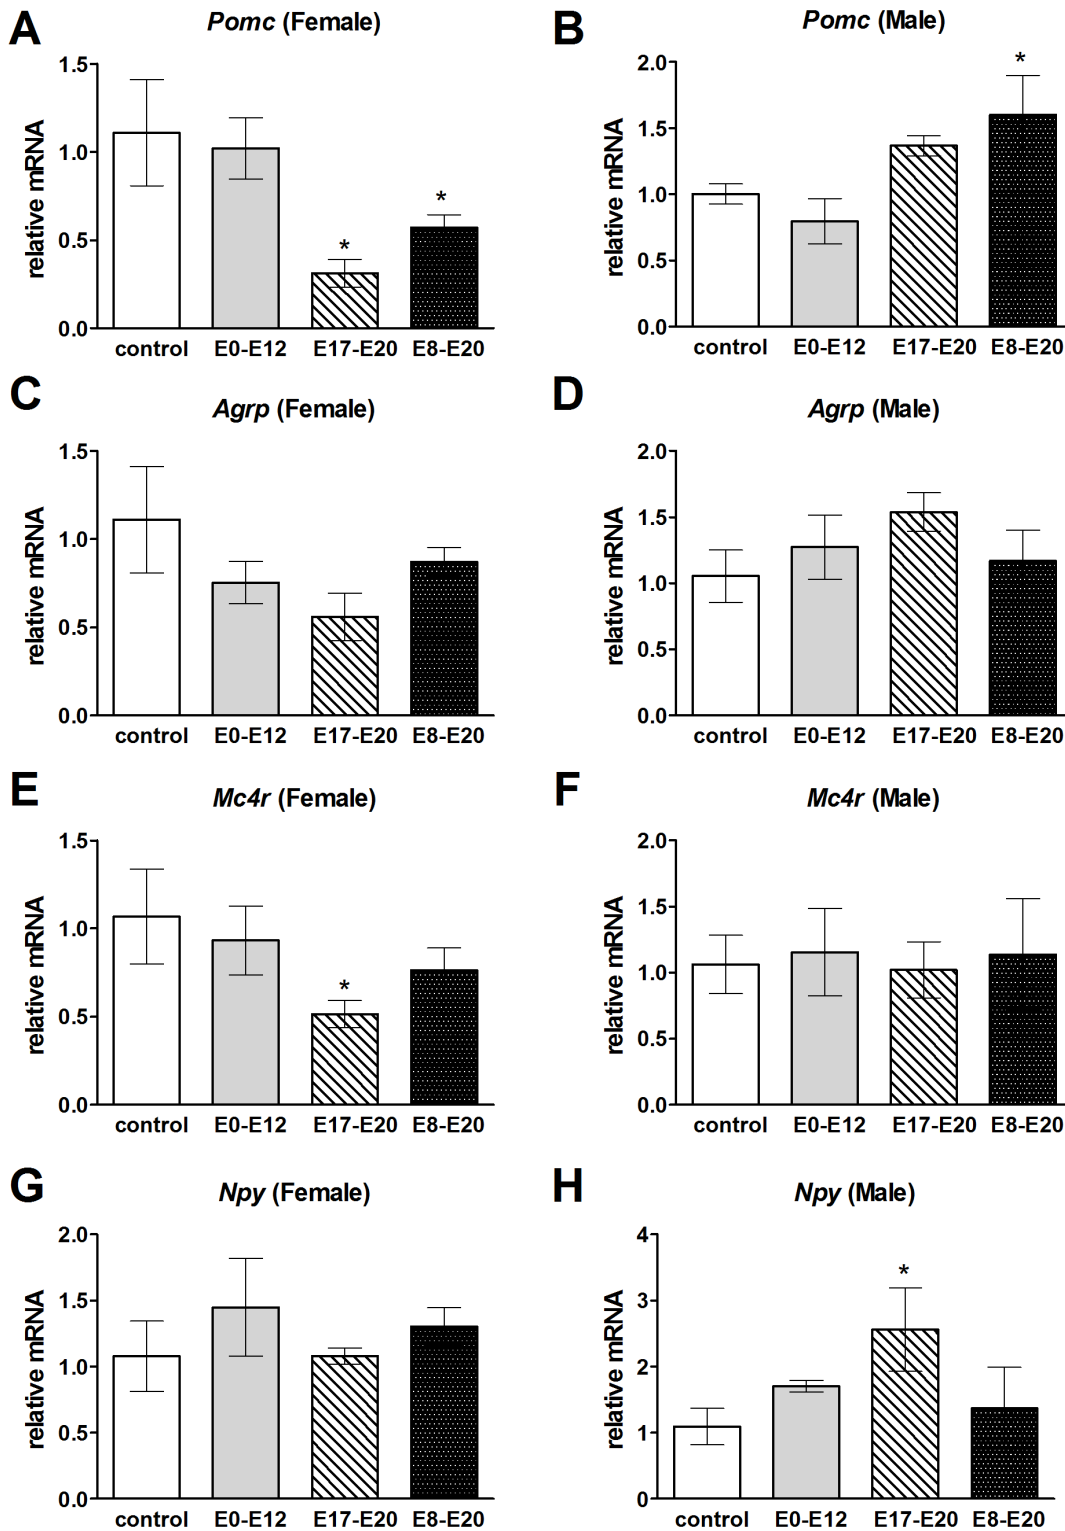 A
Pomc (Female)
relative mRNA
1.5
1.0
0.5
0.0
*
*
control E0-E12 E17-E20 E8-E20
B
Pomc (Male)
relative mRNA
2.0
1.5
1.0
0.5
0.0
*
control E0-E12 E17-E20 E8-E20
C
Agrp (Female)
relative mRNA
1.5
1.0
0.5
0.0
control E0-E12 E17-E20 E8-E20
D
Agrp (Male)
relative mRNA
2.0
1.5
1.0
0.5
0.0
control E0-E12 E17-E20 E8-E20
E
Mc4r (Female)
relative mRNA
1.5
1.0
0.5
0.0
*
control E0-E12 E17-E20 E8-E20
F
Mc4r (Male)
relative mRNA
2.0
1.5
1.0
0.5
0.0
control E0-E12 E17-E20 E8-E20
G
Npy (Female)
relative mRNA
2.0
1.5
1.0
0.5
0.0
control E0-E12 E17-E20 E8-E20
H
Npy (Male)
relative mRNA
4
3
2
1
0
*
control E0-E12 E17-E20 E8-E20